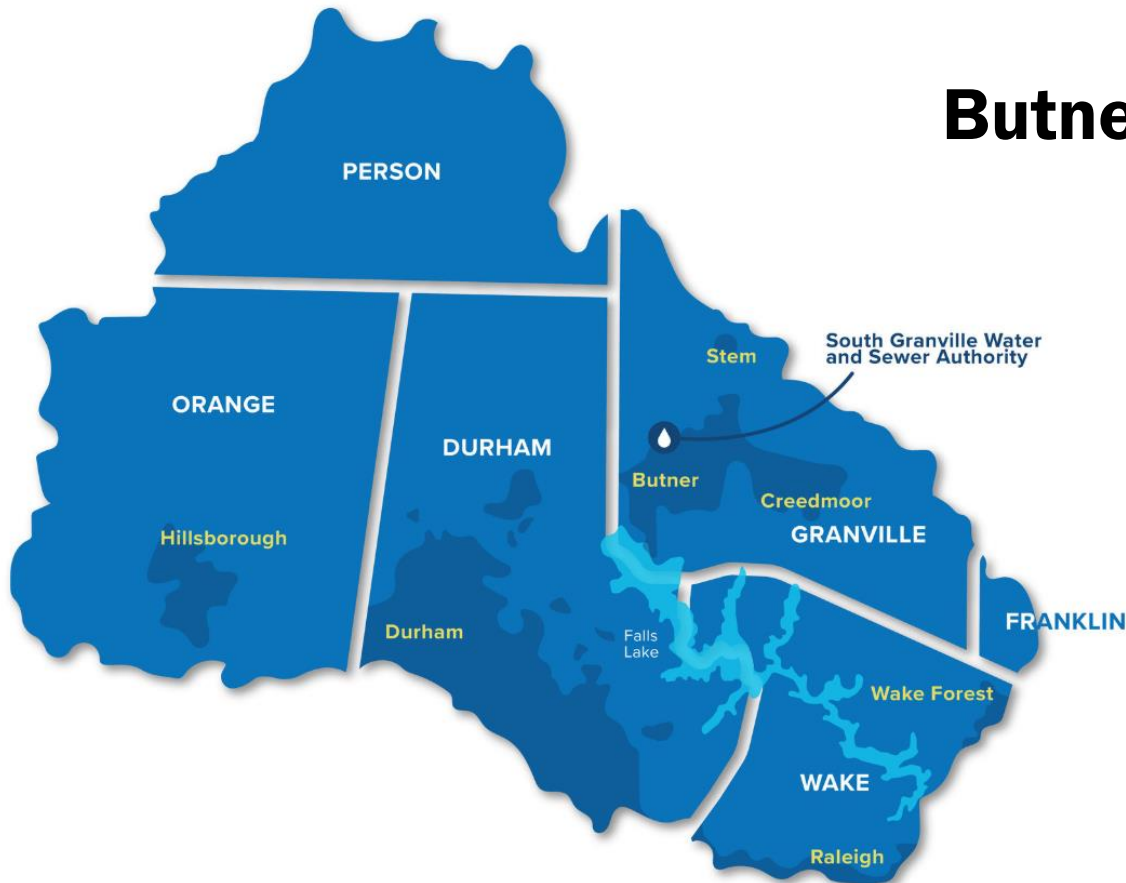 Butne
PERSON
South Granville Water
and Sewer Authority
Stem
ORANGE
DURHAM
Butner
Creedmoor
GRANVILLE
Hillsborough
Durham
Falls
Lake
FRANKLIN
Wake Forest
WAKE
Raleigh